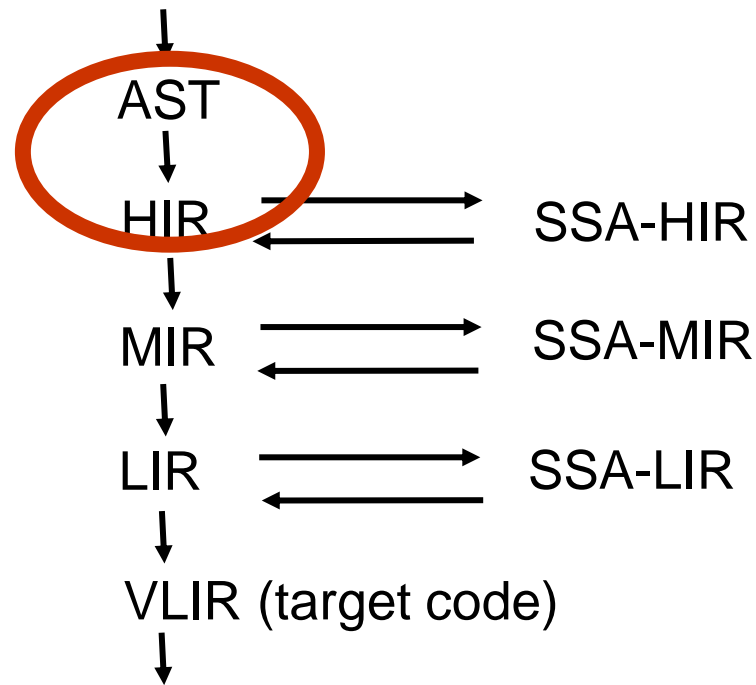 AST
HIR SSA-HIR
MIR SSA-MIR
LIR SSA-LIR
VLIR (target code)